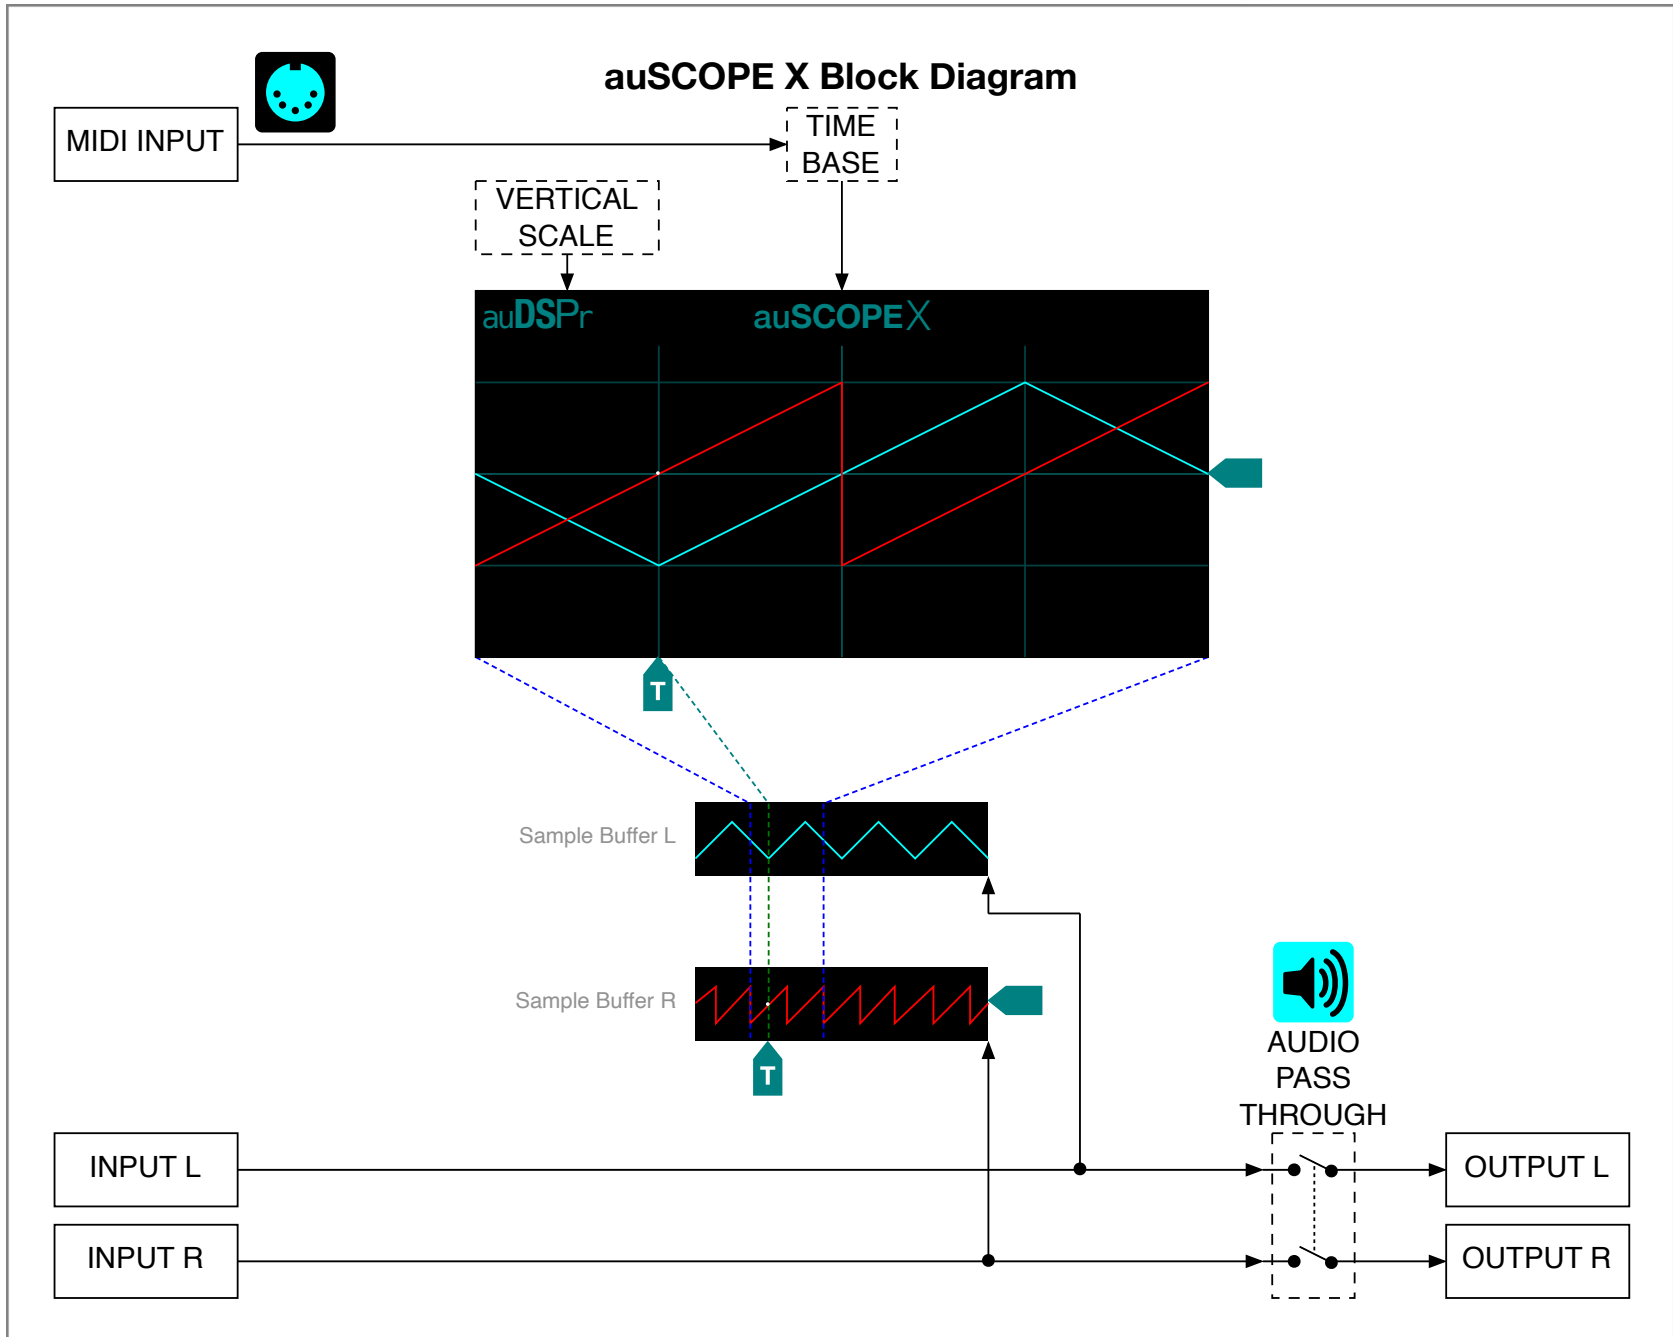 auSCOPE X Block Diagram
MIDI INPUT
TIME
BASE
VERTICAL
SCALE
auDSPr
auSCOPE X
T
Sample Buffer L
Sample Buffer R
T
AUDIO
PASS
THROUGH
INPUT L
OUTPUT L
INPUT R
OUTPUT R